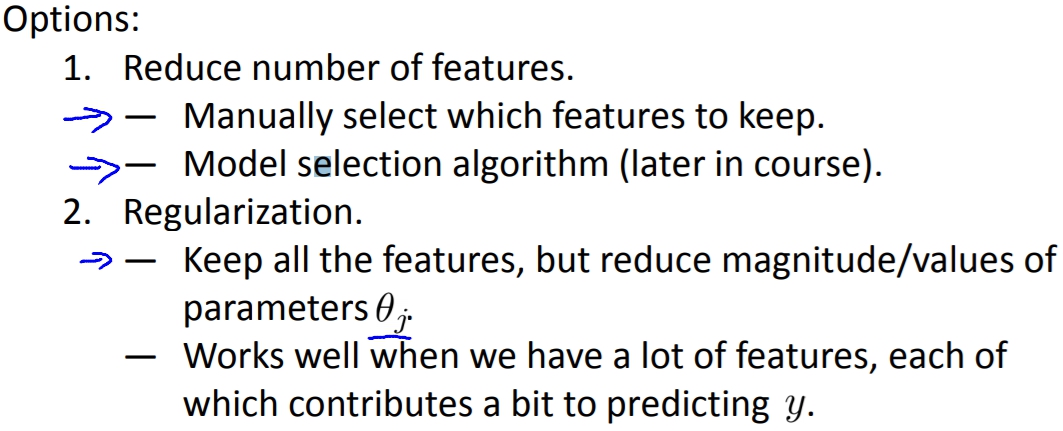 Options:
1. Reduce number of features.
— Manually select which features to keep.
— Model selection algorithm (later in course).
2. Regularization.
— Keep all the features, but reduce magnitude/values of
parameters θⱼ.
— Works well when we have a lot of features, each of
which contributes a bit to predicting y.